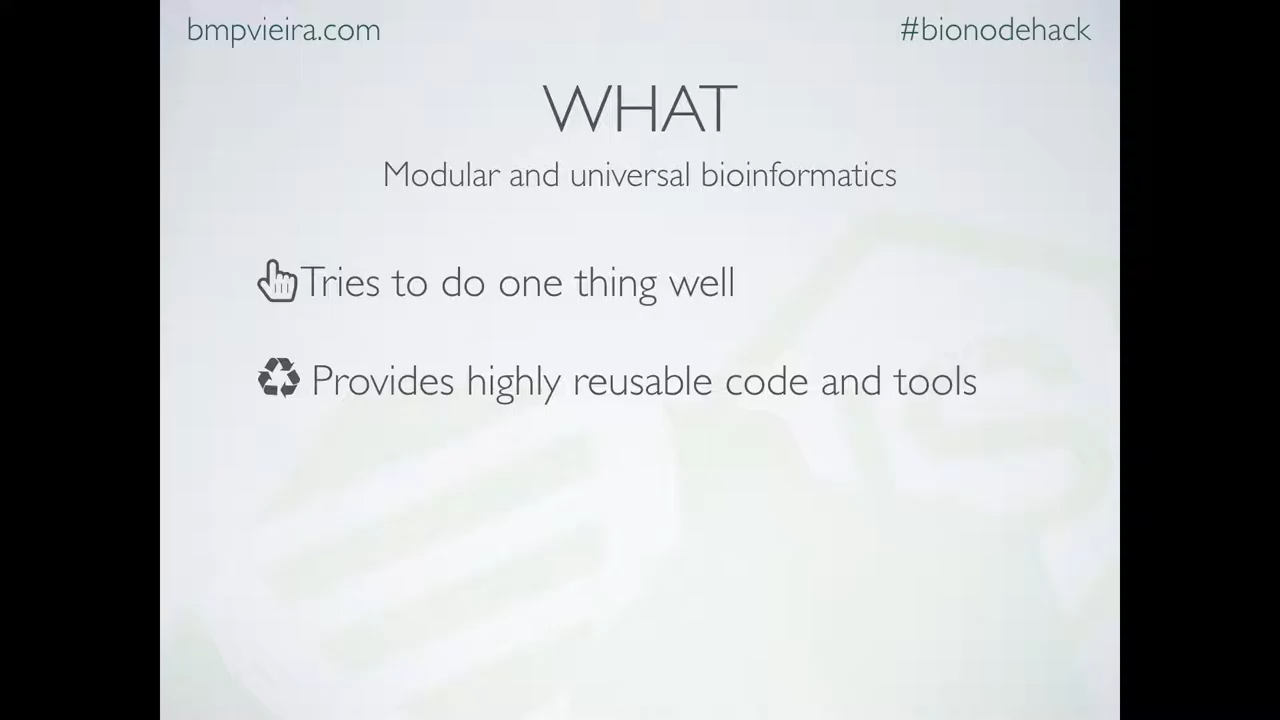 bmpvieira.com
#bionodehack
WHAT
Modular and universal bioinformatics
Tries to do one thing well
Provides highly reusable code and tools